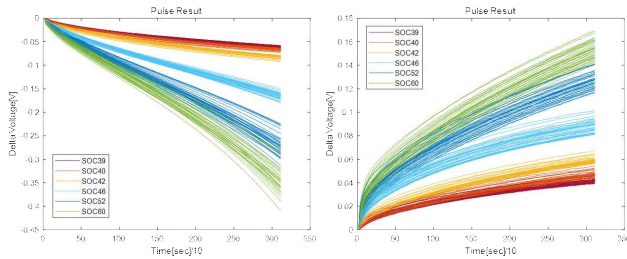 Pulse Result
Delta Voltage[V]
0
-0.05
-0.1
-0.15
-0.2
-0.25
-0.3
-0.35
-0.4
-0.45
SOC39
SOC40
SOC42
SOC46
SOC52
SOC60
0 50 100 150 200 250 300 350
Time[sec]/10
Pulse Result
Delta Voltage[V]
0.18
0.16
0.14
0.12
0.1
0.08
0.06
0.04
0.02
0
SOC39
SOC40
SOC42
SOC46
SOC52
SOC60
0 50 100 150 200 250 300 350
Time[sec]/10